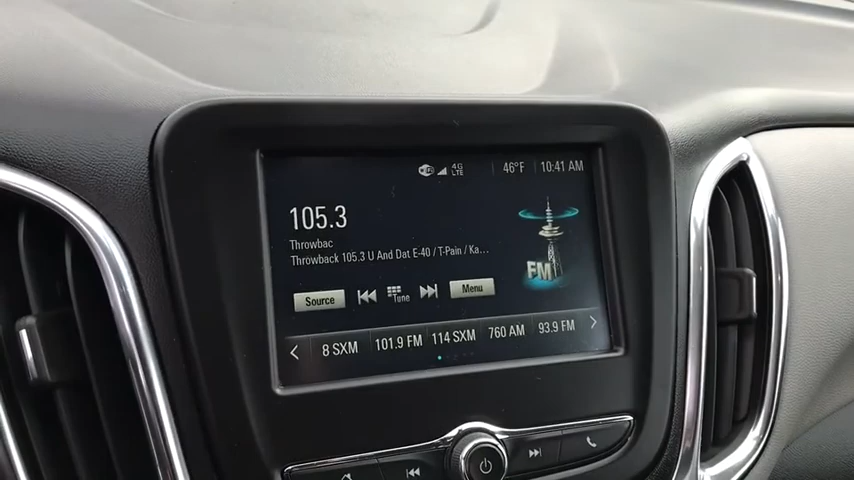 4G
LTE
46°F
10:41 AM
105.3
Throwbac
Throwback 105.3 U And Dat E-40 / T-Pain / Ka...
FM
Source
Tune
Menu
8 SXM
101.9 FM
114 SXM
760 AM
93.9 FM